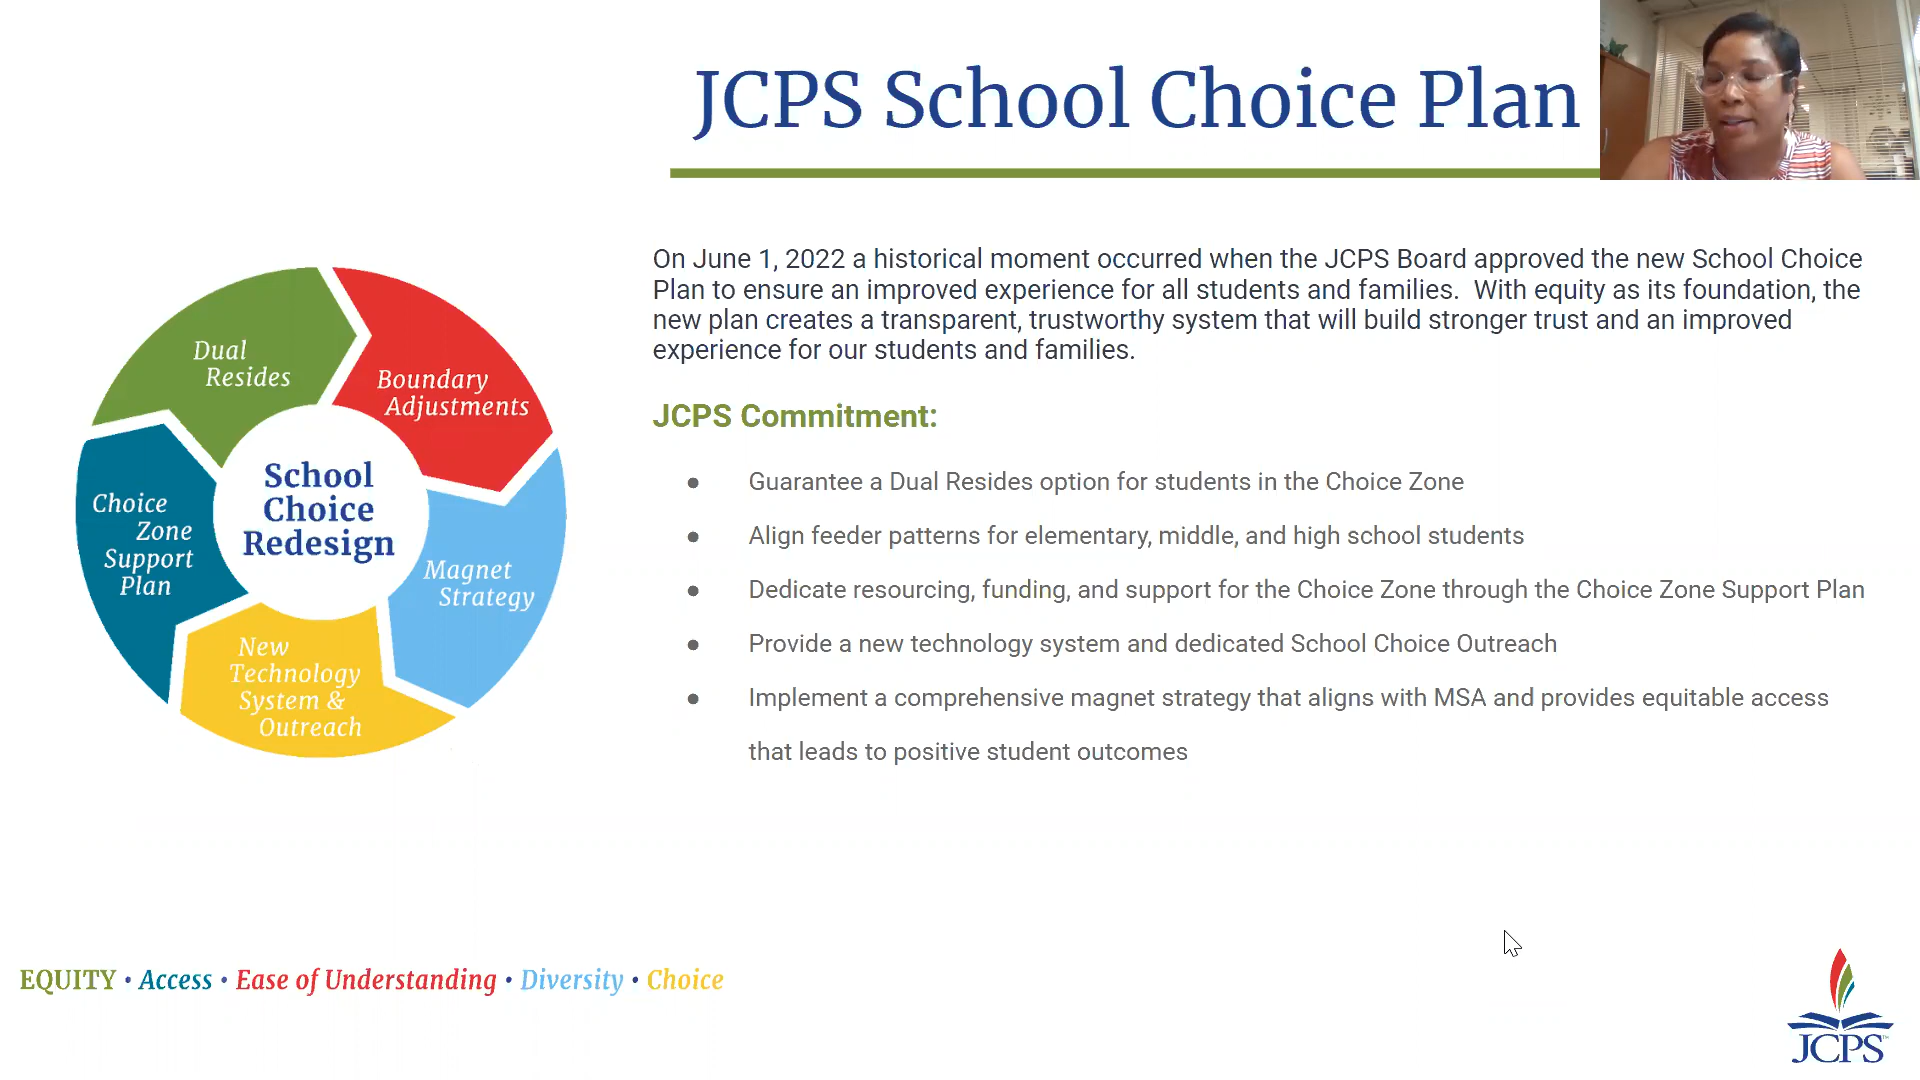 JCPS School Choice Plan
On June 1, 2022 a historical moment occurred when the JCPS Board approved the new School Choice
Plan to ensure an improved experience for all students and families.  With equity as its foundation, the
new plan creates a transparent, trustworthy system that will build stronger trust and an improved
experience for our students and families.
JCPS Commitment:
● Guarantee a Dual Resides option for students in the Choice Zone
● Align feeder patterns for elementary, middle, and high school students
● Dedicate resourcing, funding, and support for the Choice Zone through the Choice Zone Support Plan
● Provide a new technology system and dedicated School Choice Outreach
● Implement a comprehensive magnet strategy that aligns with MSA and provides equitable access
that leads to positive student outcomes
Dual
Resides
Boundary
Adjustments
Magnet
Strategy
New
Technology
System &
Outreach
Choice
Zone
Support
Plan
School
Choice
Redesign
EQUITY • Access • Ease of Understanding • Diversity • Choice
JCPS